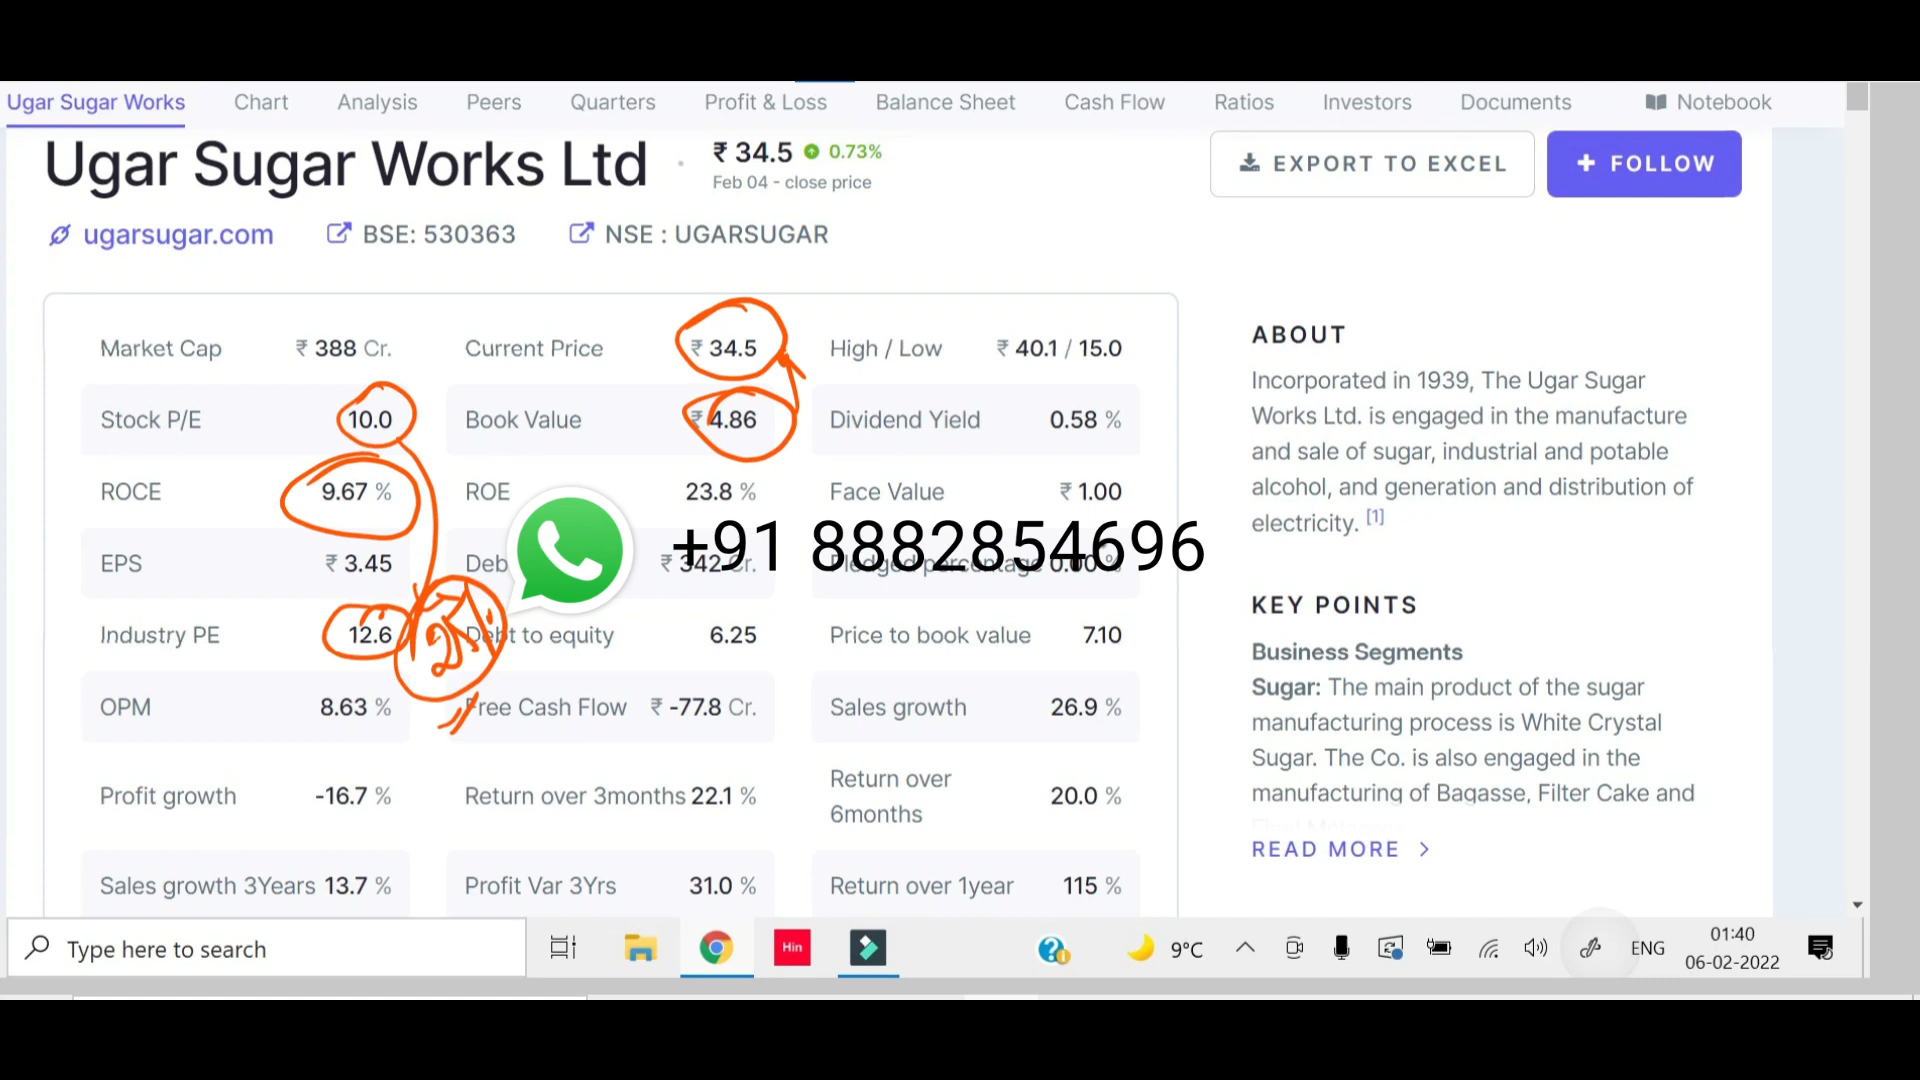 Ugar Sugar Works Chart Analysis Peers Quarters Profit & Loss Balance Sheet Cash Flow Ratios Investors Documents Notebook
Ugar Sugar Works Ltd ₹ 34.5 0.73%
Feb 04 - close price
EXPORT TO EXCEL + FOLLOW
ugarsugar.com BSE: 530363 NSE : UGARSUGAR
Market Cap ₹ 388 Cr. Current Price ₹ 34.5 High / Low ₹ 40.1 / 15.0
Stock P/E 10.0 Book Value ₹ 4.86 Dividend Yield 0.58 %
ROCE 9.67 % ROE 23.8 % Face Value ₹ 1.00
+91 8882854696
EPS ₹ 3.45 Deb ₹ 342 Cr. Pledged percentage 0.00 %
Industry PE 12.6 Debt to equity 6.25 Price to book value 7.10
OPM 8.63 % Free Cash Flow ₹ -77.8 Cr. Sales growth 26.9 %
Profit growth -16.7 % Return over 3months 22.1 % Return over 6months 20.0 %
Sales growth 3Years 13.7 % Profit Var 3Yrs 31.0 % Return over 1year 115 %
ABOUT
Incorporated in 1939, The Ugar Sugar
Works Ltd. is engaged in the manufacture
and sale of sugar, industrial and potable
alcohol, and generation and distribution of
electricity. [1]
KEY POINTS
Business Segments
Sugar: The main product of the sugar
manufacturing process is White Crystal
Sugar. The Co. is also engaged in the
manufacturing of Bagasse, Filter Cake and
READ MORE
Type here to search Hin 9°C ENG 01:40
06-02-2022